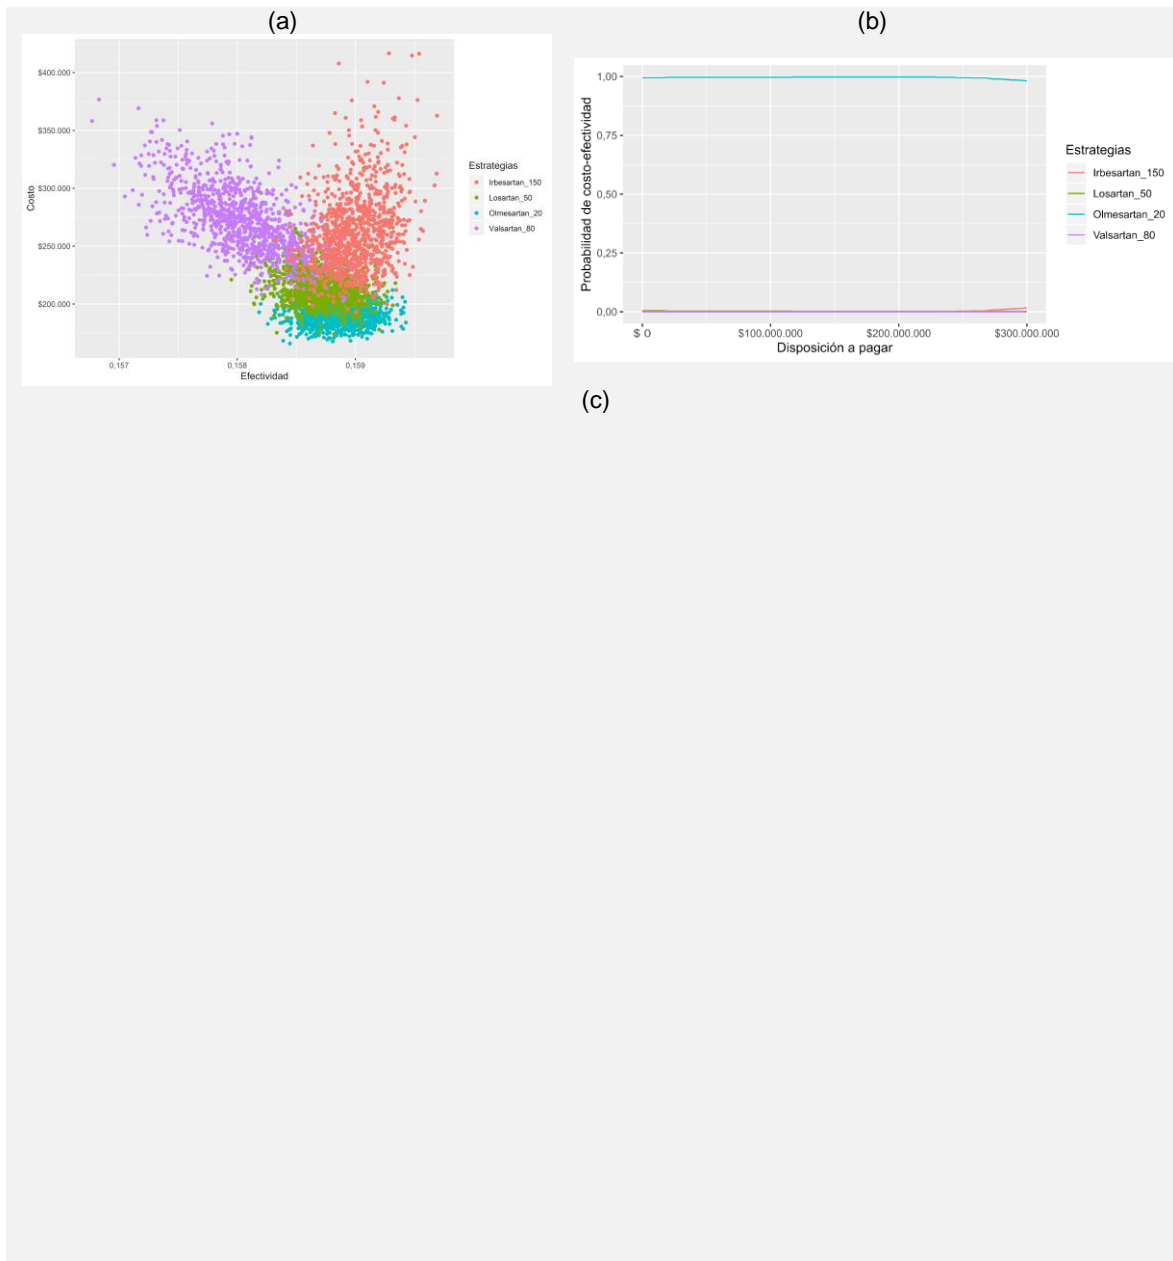 (a)
$400.000
$350.000
$300.000
$250.000
$200.000
Costo
0,157
0,158
0,159
Efectividad
Estrategias
Irbesartan_150
Losartan_50
Olmesartan_20
Valsartan_80
(b)
1,00
0,75
0,50
0,25
0,00
Probabilidad de costo-efectividad
$ 0
$100.000.000
$200.000.000
$300.000.000
Disposición a pagar
Estrategias
Irbesartan_150
Losartan_50
Olmesartan_20
Valsartan_80
(c)